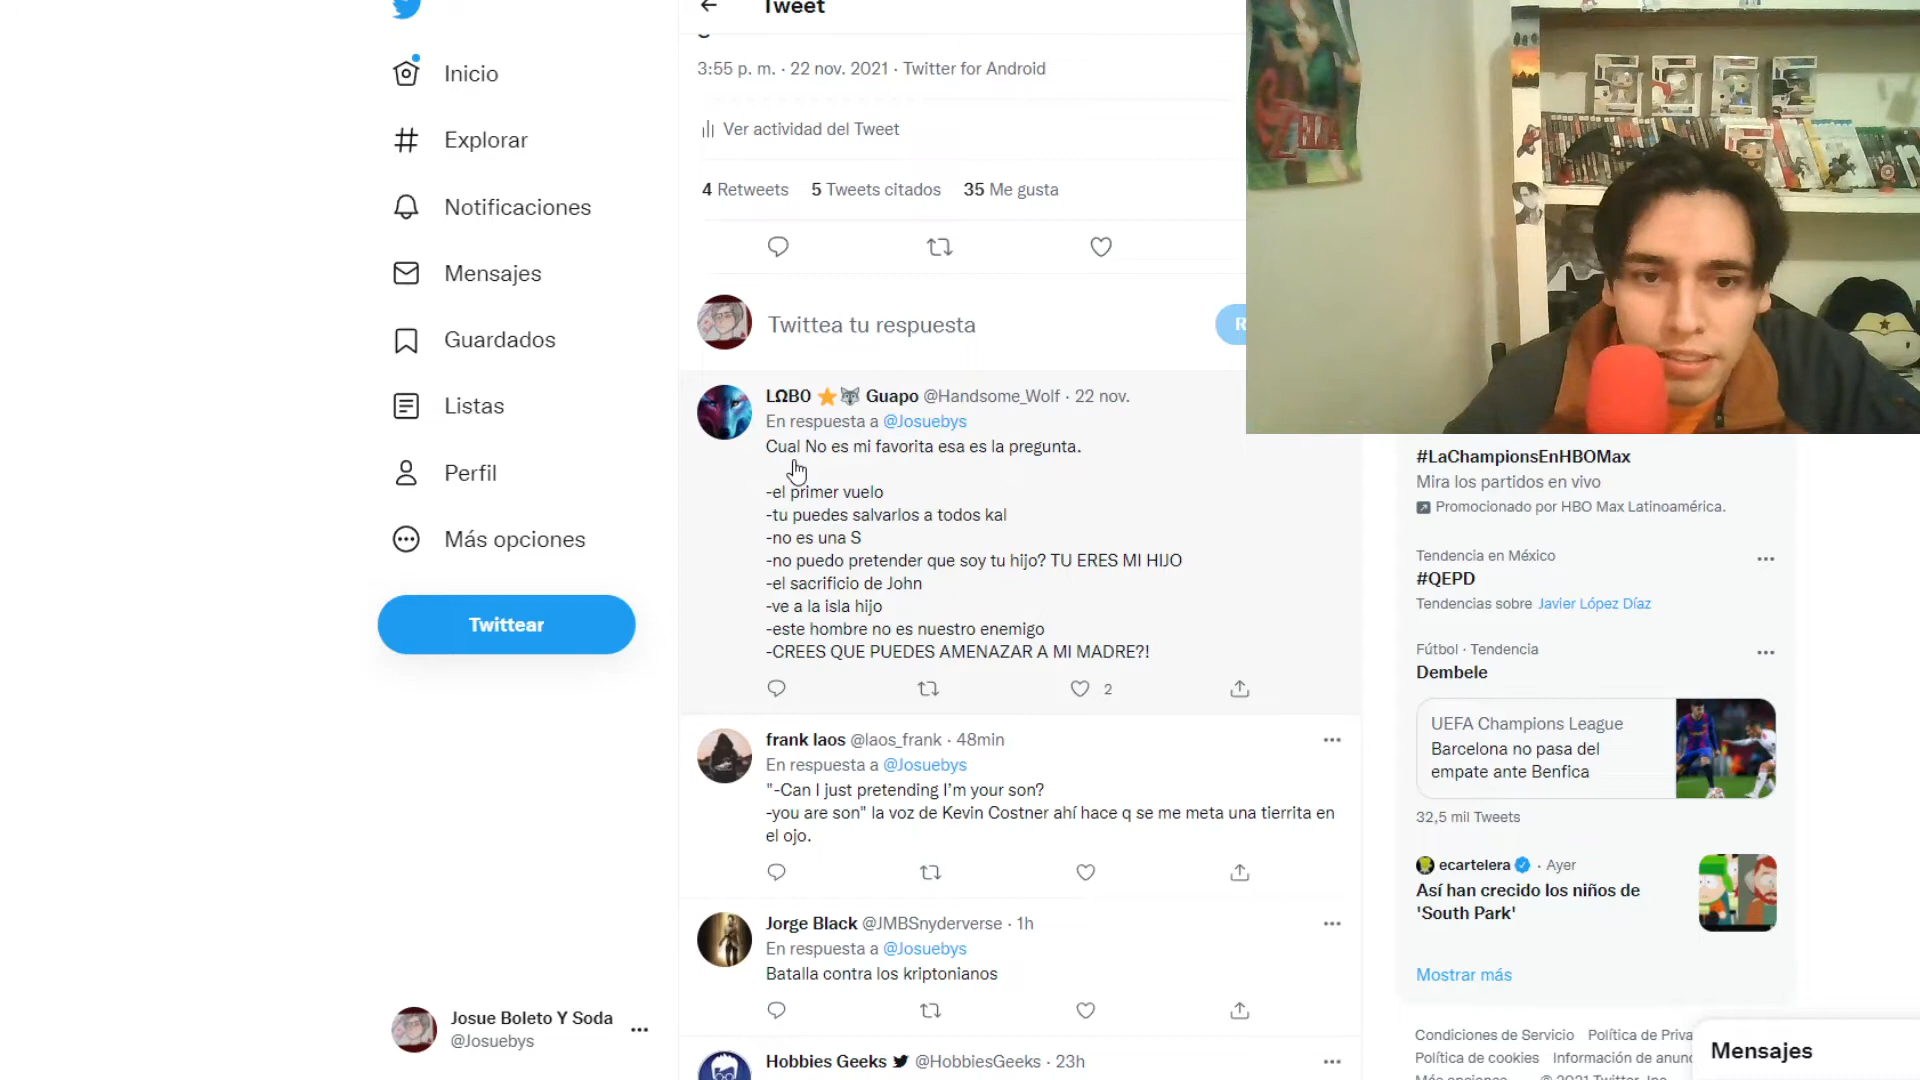 Tweet
3:55 p. m. · 22 nov. 2021 · Twitter for Android
Ver actividad del Tweet
4 Retweets 5 Tweets citados 35 Me gusta
Inicio
Explorar
Notificaciones
Mensajes
Guardados
Listas
Perfil
Más opciones
Twittear
Josue Boleto Y Soda
@Josuebys
Twittea tu respuesta
R
LΩB0 ⭐🐺 Guapo @Handsome_Wolf · 22 nov.
En respuesta a @Josuebys
Cual No es mi favorita esa es la pregunta.
-el primer vuelo
-tu puedes salvarlos a todos kal
-no es una S
-no puedo pretender que soy tu hijo? TU ERES MI HIJO
-el sacrificio de John
-ve a la isla hijo
-este hombre no es nuestro enemigo
-CREES QUE PUEDES AMENAZAR A MI MADRE?!
2
frank laos @laos_frank · 48min
En respuesta a @Josuebys
"-Can I just pretending I'm your son?
-you are son" la voz de Kevin Costner ahí hace q se me meta una tierrita en
el ojo.
Jorge Black @JMBSnyderverse · 1h
En respuesta a @Josuebys
Batalla contra los kriptonianos
Hobbies Geeks @HobbiesGeeks · 23h
#LaChampionsEnHBOMax
Mira los partidos en vivo
Promocionado por HBO Max Latinoamérica.
Tendencia en México
#QEPD
Tendencias sobre Javier López Díaz
Fútbol · Tendencia
Dembele
UEFA Champions League
Barcelona no pasa del
empate ante Benfica
32,5 mil Tweets
ecartelera · Ayer
Así han crecido los niños de
'South Park'
Mostrar más
Condiciones de Servicio Política de Priva
Política de cookies Información de anun
Mensajes